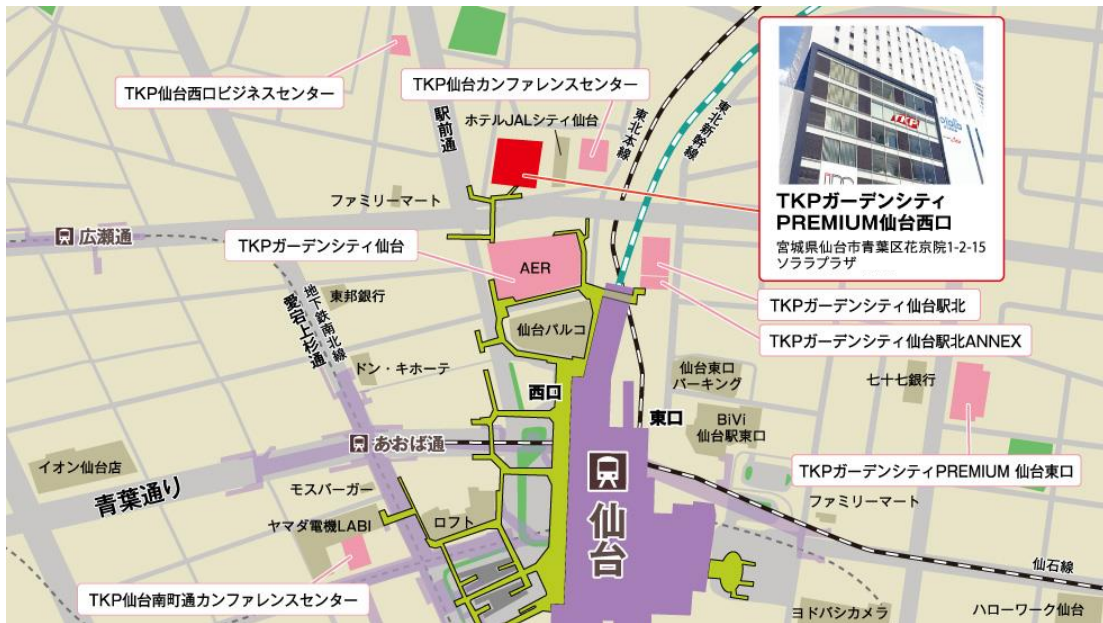 TKP仙台西口ビジネスセンター
TKP仙台カンファレンスセンター
駅前通
ホテルJALシティ仙台
東北本線
東北新幹線
TKP
TKPガーデンシティ
PREMIUM仙台西口
宮城県仙台市青葉区花京院1-2-15
ソララプラザ
ファミリーマート
広瀬通
TKPガーデンシティ仙台
AER
地下鉄南北線
愛宕上杉通
東邦銀行
仙台パルコ
TKPガーデンシティ仙台駅北
TKPガーデンシティ仙台駅北ANNEX
ドン・キホーテ
西口
東口
仙台東口
パーキング
七十七銀行
BiVi
仙台駅東口
あおば通
イオン仙台店
青葉通り
モスバーガー
ヤマダ電機LABI
ロフト
仙台
TKPガーデンシティPREMIUM 仙台東口
ファミリーマート
仙石線
TKP仙台南町通カンファレンスセンター
ヨドバシカメラ
ハローワーク仙台